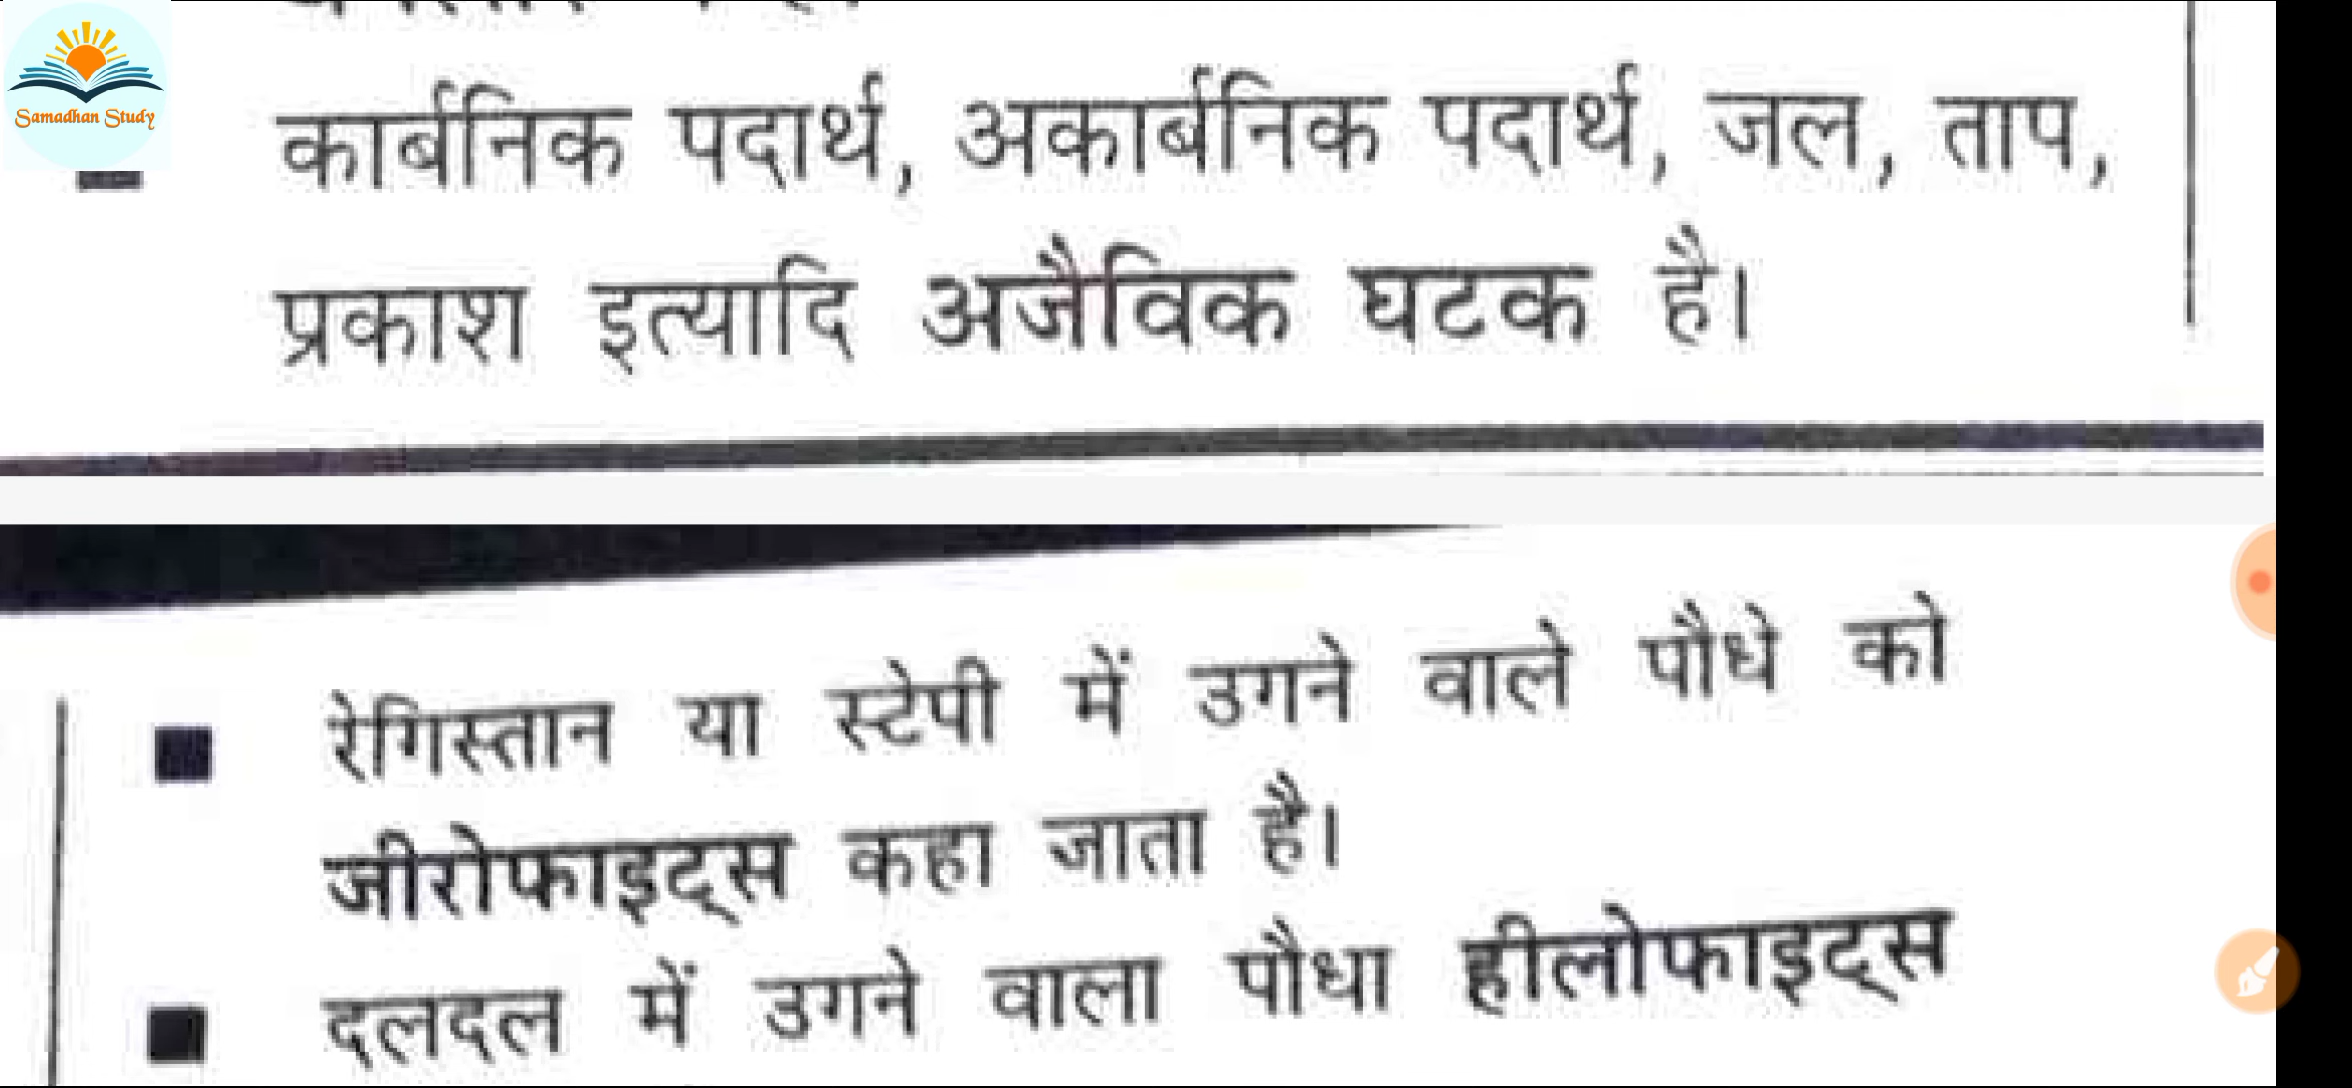 Samadhan Study
कार्बनिक पदार्थ, अकार्बनिक पदार्थ, जल, ताप,
प्रकाश इत्यादि अजैविक घटक है।
रेगिस्तान या स्टेपी में उगने वाले पौधे को
जीरोफाइट्स कहा जाता है।
दलदल में उगने वाला पौधा हीलोफाइट्स